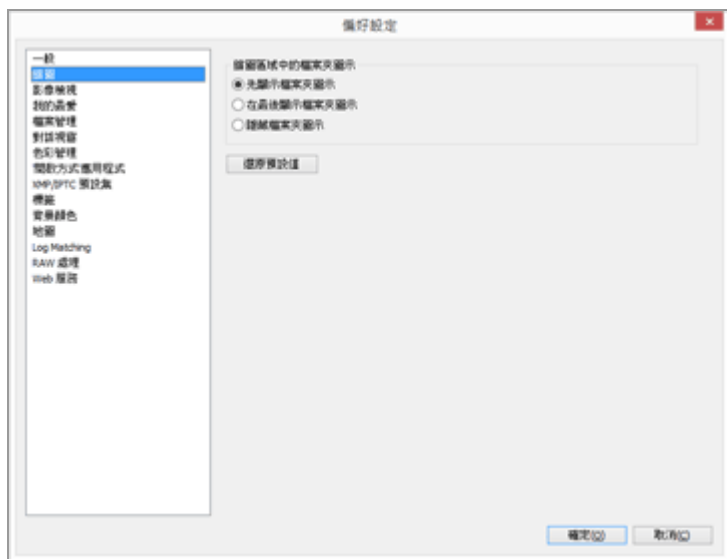 偏好設定
一般
縮圖
影像檢視
我的最愛
檔案管理
對話視窗
色彩管理
開啟方式應用程式
XMP/IPTC 預設集
標籤
背景顏色
地圖
Log Matching
RAW 處理
Web 服務
縮圖區域中的檔案夾圖示
先顯示檔案夾圖示
在最後顯示檔案夾圖示
隱藏檔案夾圖示
還原預設值
確定(O)
取消(C)